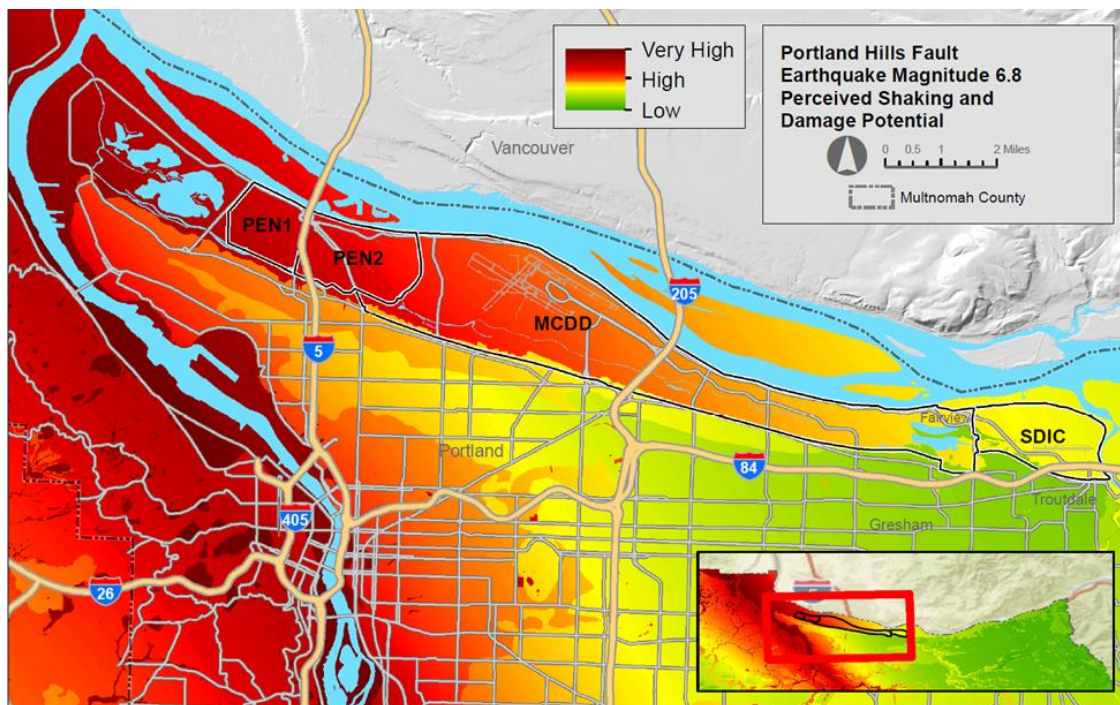 Very High
High
Low
Portland Hills Fault
Earthquake Magnitude 6.8
Perceived Shaking and
Damage Potential
0 0.5 1 2 Miles
Multnomah County
Vancouver
PEN1
PEN2
205
MCDD
5
Fairview
SDIC
Portland
84
Troutdale
405
Gresham
26